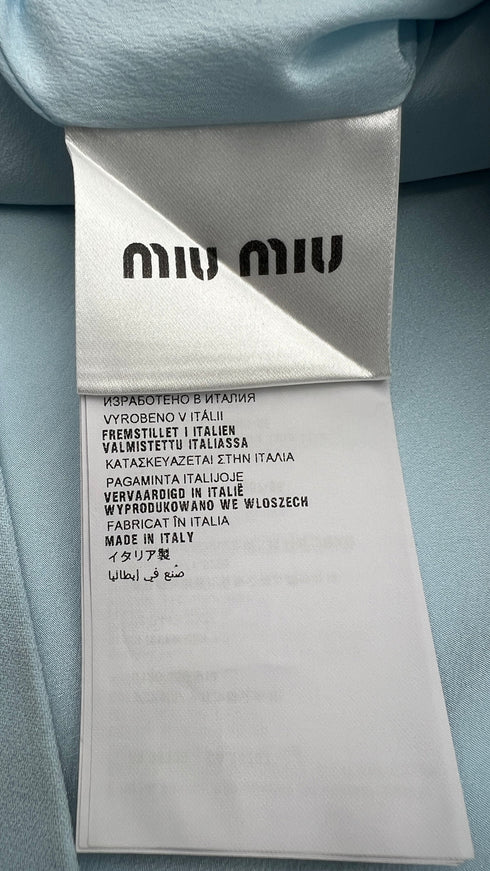 miu miu
ИЗРАБОТЕНО В ИТАЛИЯ
VYROBENO V ITÁLII
FREMSTILLET I ITALIEN
VALMISTETTU ITALIASSA
ΚΑΤΑΣΚΕΥΑΖΕΤΑΙ ΣΤΗΝ ΙΤΑΛΙΑ
PAGAMINTA ITALIJOJE
VERVAARDIGD IN ITALIË
WYPRODUKOWANO WE WLOSZECH
FABRICAT ÎN ITALIA
MADE IN ITALY
イタリア製
صُنع في إيطاليا